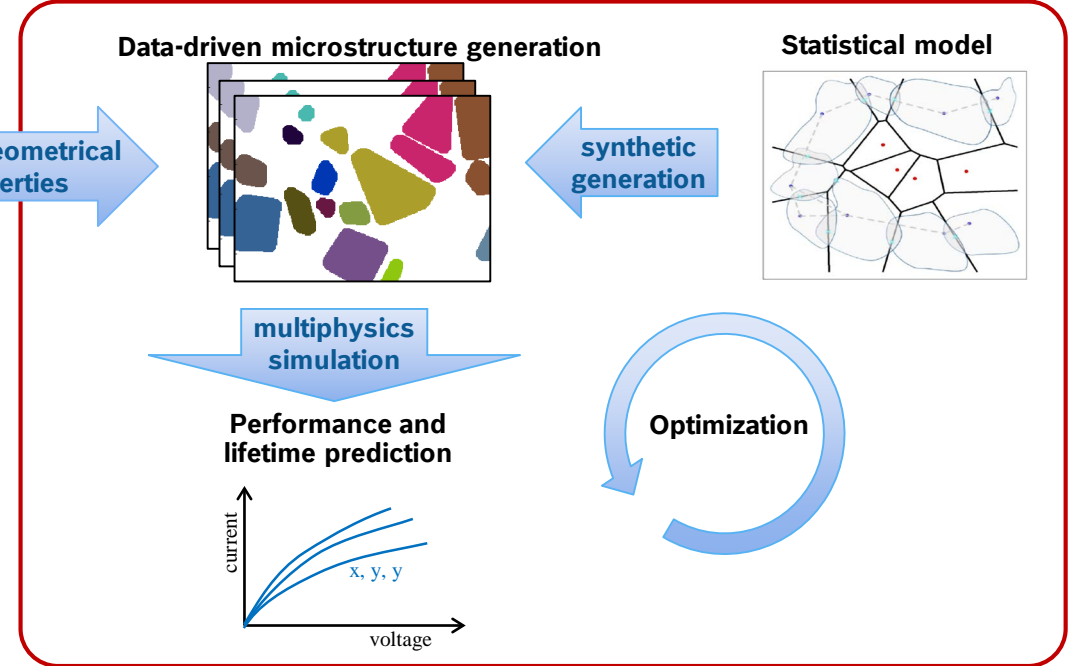 Data-driven microstructure generation
Statistical model
eometrical
erties
synthetic
generation
multiphysics
simulation
Performance and
lifetime prediction
Optimization
current
x, y, y
voltage